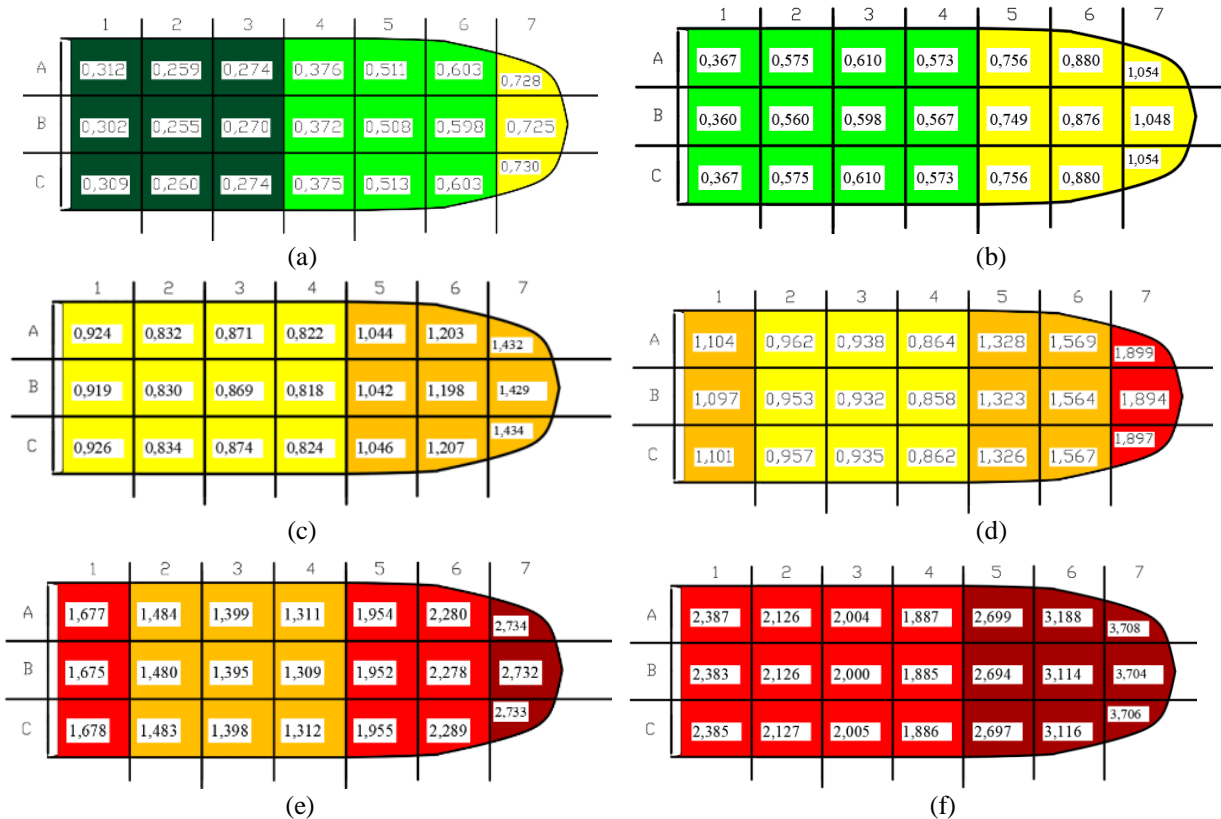 1 2 3 4 5 6 7
A 0,312 0,259 0,274 0,376 0,511 0,603 0,728
B 0,302 0,255 0,270 0,372 0,508 0,598 0,725
C 0,309 0,260 0,274 0,375 0,513 0,603 0,730
(a)
1 2 3 4 5 6 7
A 0,367 0,575 0,610 0,573 0,756 0,880 1,054
B 0,360 0,560 0,598 0,567 0,749 0,876 1,048
C 0,367 0,575 0,610 0,573 0,756 0,880 1,054
(b)
1 2 3 4 5 6 7
A 0,924 0,832 0,871 0,822 1,044 1,203 1,432
B 0,919 0,830 0,869 0,818 1,042 1,198 1,429
C 0,926 0,834 0,874 0,824 1,046 1,207 1,434
(c)
1 2 3 4 5 6 7
A 1,104 0,962 0,938 0,864 1,328 1,569 1,899
B 1,097 0,953 0,932 0,858 1,323 1,564 1,894
C 1,101 0,957 0,935 0,862 1,326 1,567 1,897
(d)
1 2 3 4 5 6 7
A 1,677 1,484 1,399 1,311 1,954 2,280 2,734
B 1,675 1,480 1,395 1,309 1,952 2,278 2,732
C 1,678 1,483 1,398 1,312 1,955 2,289 2,733
(e)
1 2 3 4 5 6 7
A 2,387 2,126 2,004 1,887 2,699 3,188 3,708
B 2,383 2,126 2,000 1,885 2,694 3,114 3,704
C 2,385 2,127 2,005 1,886 2,697 3,116 3,706
(f)